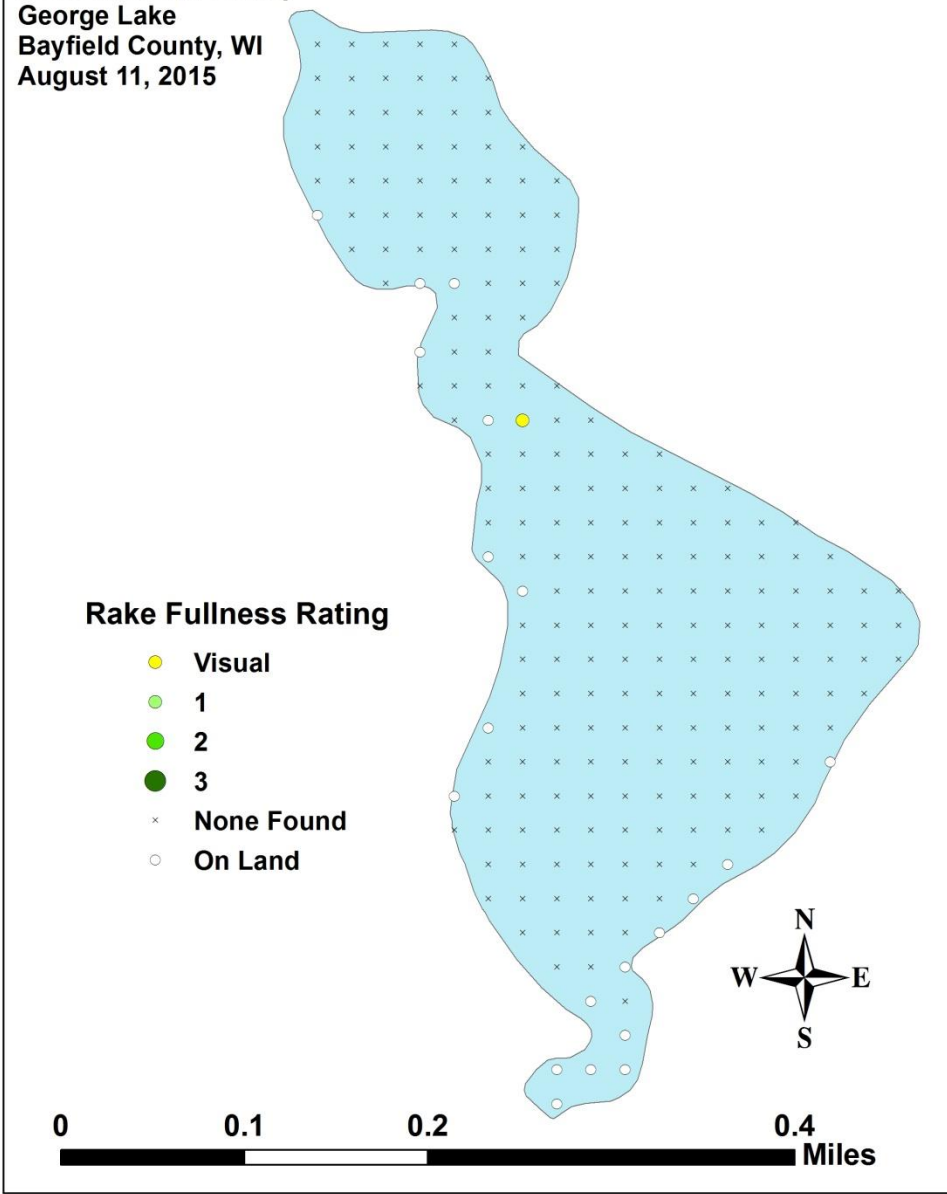 George Lake
Bayfield County, WI
August 11, 2015
Rake Fullness Rating
Visual
1
2
3
None Found
On Land
N
W E
S
0 0.1 0.2 0.4
Miles